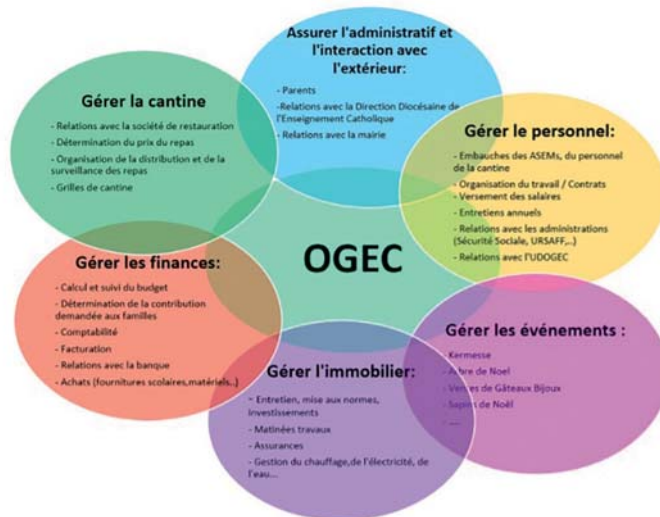 Assurer l'administratif et
l'interaction avec
l'extérieur:
- Parents
-Relations avec la Direction Diocésaine de
l'Enseignement Catholique
- Relations avec la mairie
Gérer la cantine
- Relations avec la société de restauration
- Détermination du prix du repas
- Organisation de la distribution et de la
surveillance des repas
- Grilles de cantine
Gérer le personnel:
- Embauches des ASEMs, du personnel
de la cantine
- Organisation du travail / Contrats
- Versement des salaires
- Entretiens annuels
- Relations avec les administrations
(Sécurité Sociale, URSAFF,..)
- Relations avec l'UDOGEC
OGEC
Gérer les finances:
- Calcul et suivi du budget
- Détermination de la contribution
demandée aux familles
- Comptabilité
- Facturation
- Relations avec la banque
- Achats (fournitures scolaires,matériels..)
Gérer les événements :
- Kermesse
- Arbre de Noel
- Ventes de Gâteaux Bijoux
- Sapins de Noël
- ....
Gérer l'immobilier:
- Entretien, mise aux normes,
investissements
- Matinées travaux
- Assurances
- Gestion du chauffage,de l'électricité, de
l'eau...